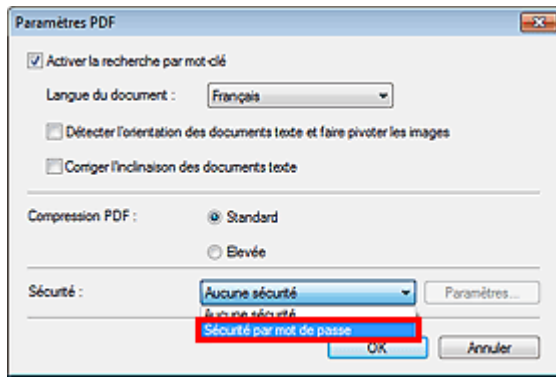 Paramètres PDF
Activer la recherche par mot-clé
Langue du document : Français
Détecter l'orientation des documents texte et faire pivoter les images
Corriger l'inclinaison des documents texte
Compression PDF : Standard
Elevée
Sécurité : Aucune sécurité Paramètres...
Aucune sécurité
Sécurité par mot de passe
OK Annuler